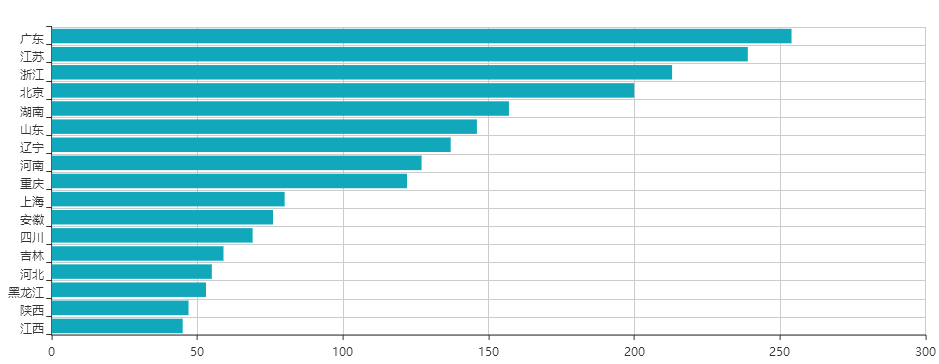 广东
江苏
浙江
北京
湖南
山东
辽宁
河南
重庆
上海
安徽
四川
吉林
河北
黑龙江
陕西
江西
0 50 100 150 200 250 300